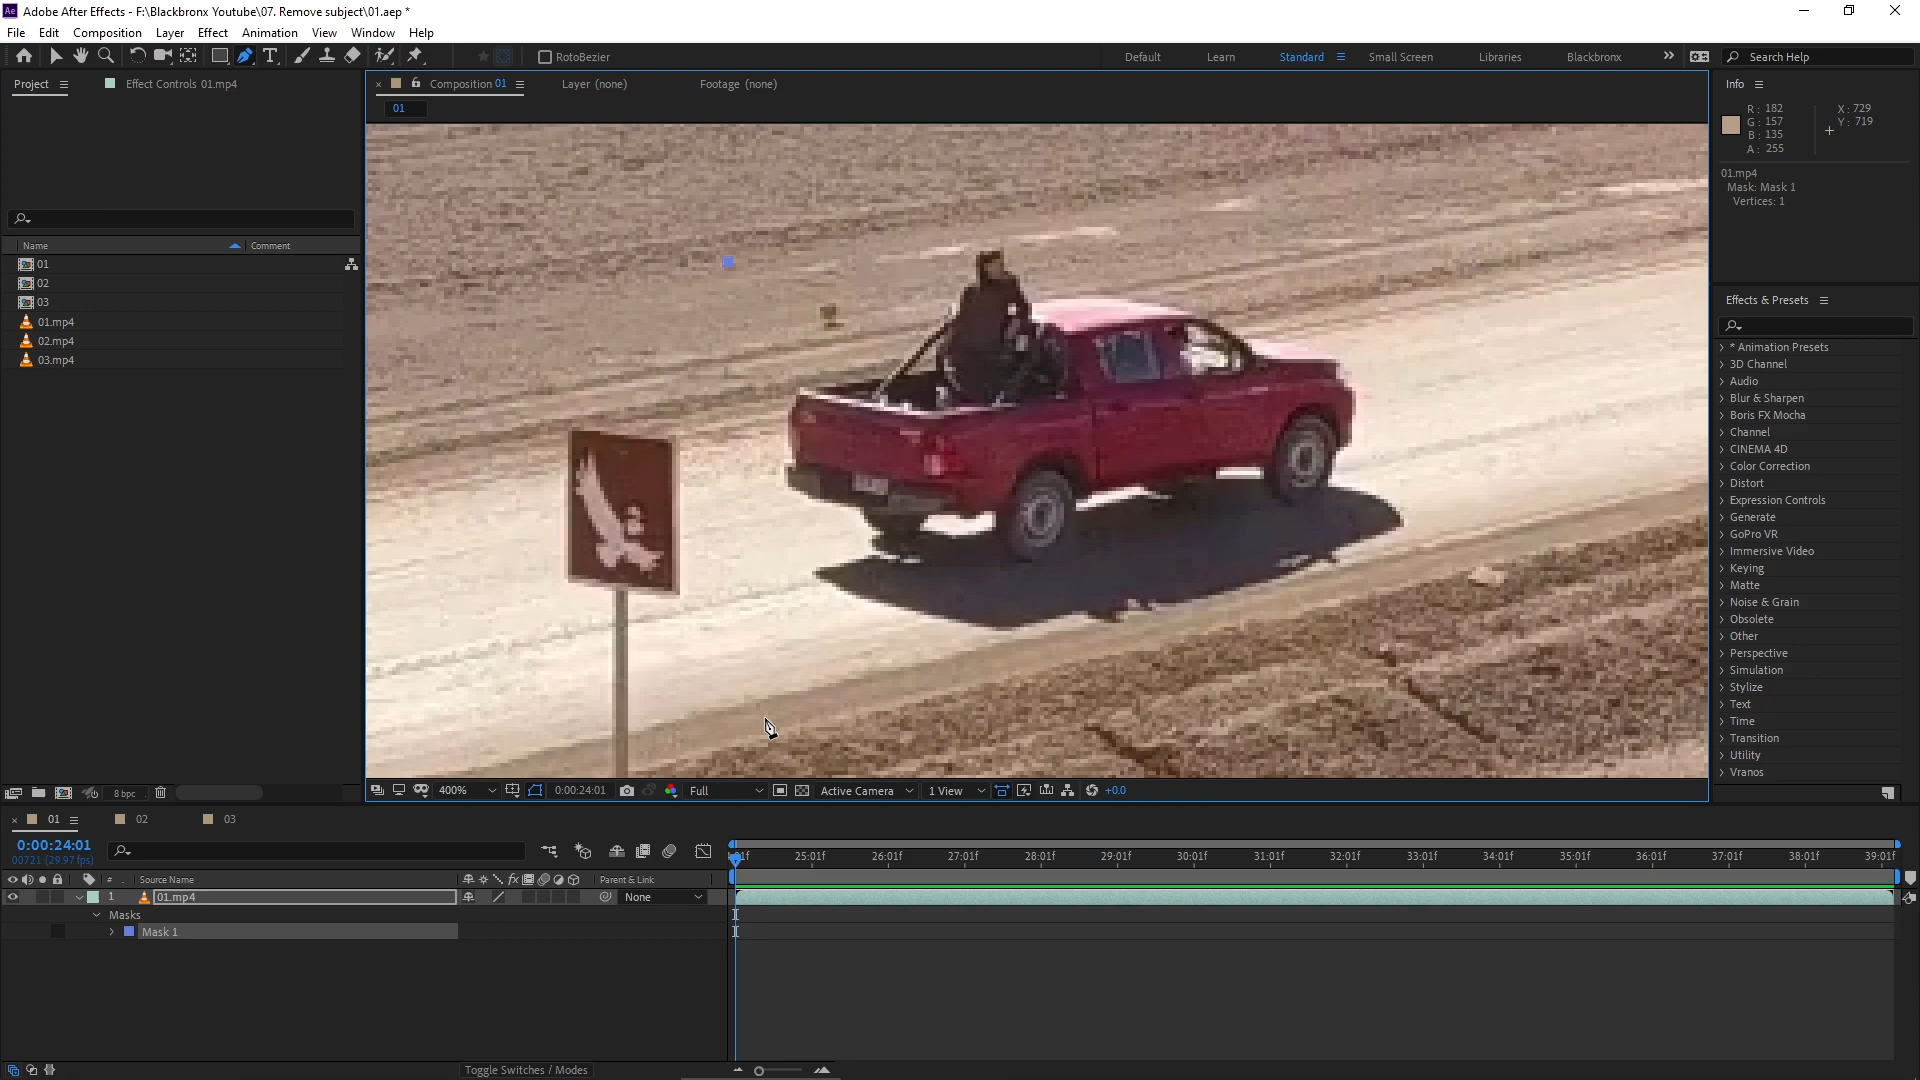 Adobe After Effects - F:\Blackbronx Youtube\07. Remove subject\01.aep *
File Edit Composition Layer Effect Animation View Window Help
RotoBezier
Default Learn Standard Small Screen Libraries Blackbronx Search Help
Project Effect Controls 01.mp4
Composition 01 Layer (none) Footage (none)
01
Info
R: 182 X: 729
G: 157 Y: 719
B: 135
A: 255
01.mp4
Mask: Mask 1
Vertices: 1
Name Comment
01
02
03
01.mp4
02.mp4
03.mp4
Effects & Presets
* Animation Presets
3D Channel
Audio
Blur & Sharpen
Boris FX Mocha
Channel
CINEMA 4D
Color Correction
Distort
Expression Controls
Generate
GoPro VR
Immersive Video
Keying
Matte
Noise & Grain
Obsolete
Other
Perspective
Simulation
Stylize
Text
Time
Transition
Utility
Vranos
8 bpc
400% 0:00:24:01 Full Active Camera 1 View +0.0
01 02 03
0:00:24:01
00721 (29.97 fps)
25:01f 26:01f 27:01f 28:01f 29:01f 30:01f 31:01f 32:01f 33:01f 34:01f 35:01f 36:01f 37:01f 38:01f 39:01f
# Source Name fx Parent & Link
1 01.mp4 None
Masks
Mask 1
Toggle Switches / Modes